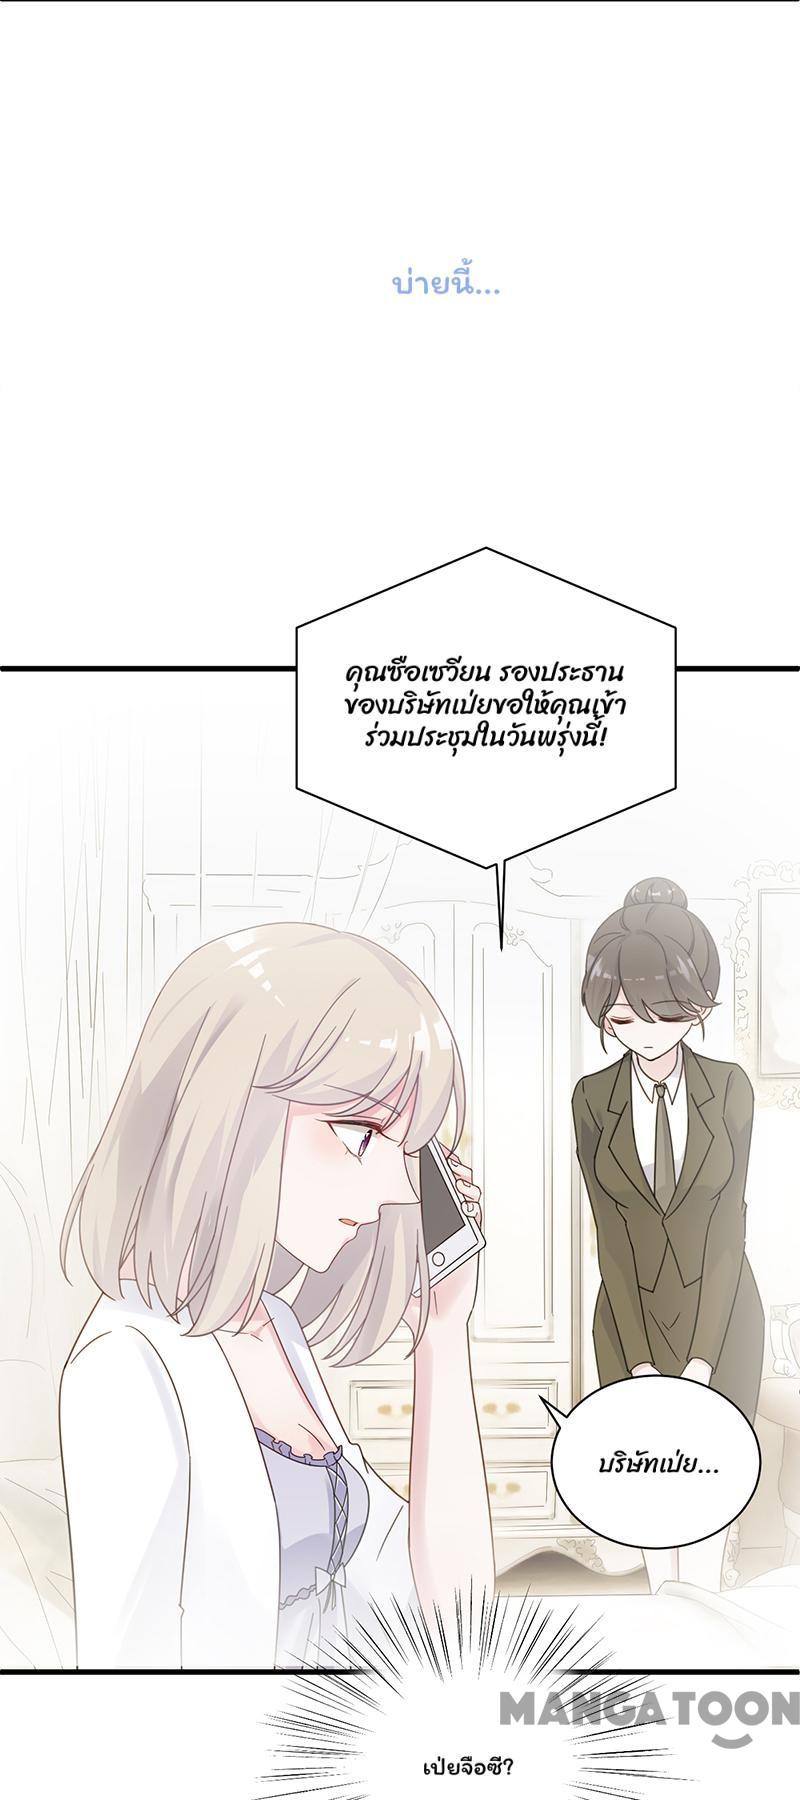 บ่ายนี้...
คุณซือเซวียน รองประธาน
ของบริษัทเป่ยขอให้คุณเข้า
ร่วมประชุมในวันพรุ่งนี้!
บริษัทเป่ย...
MANGATOON
เป่ยจือซี?